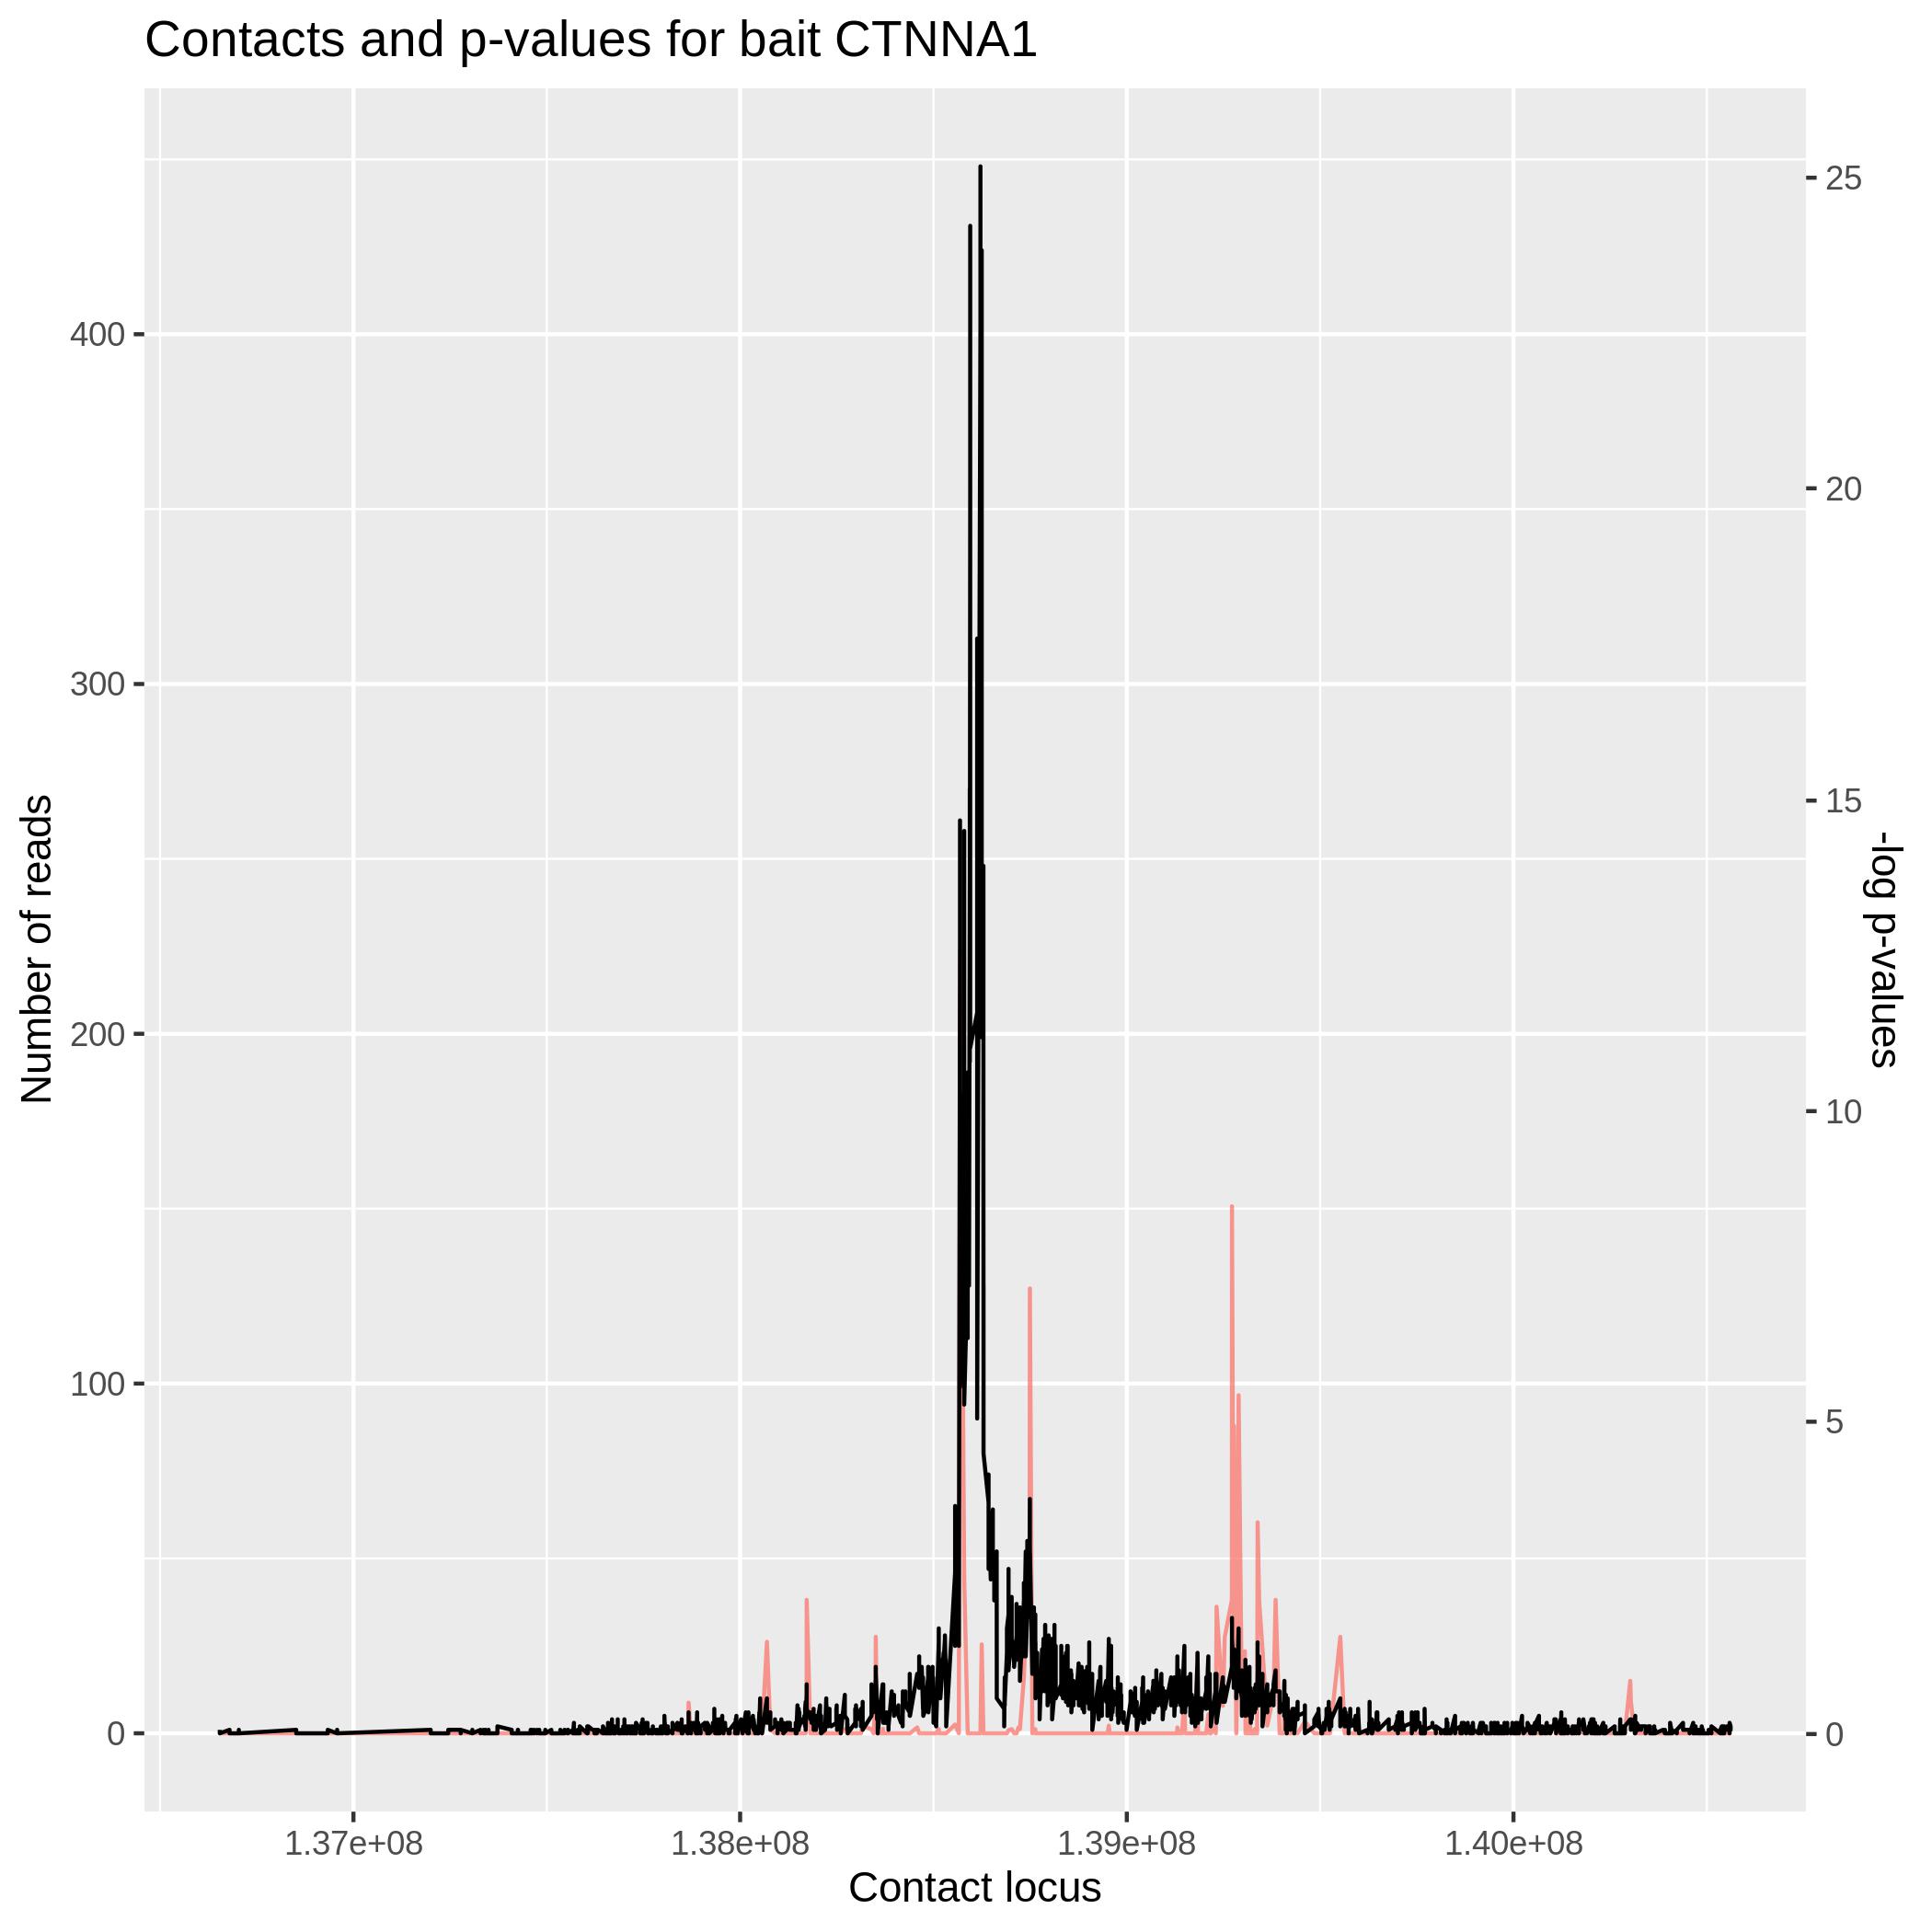 Contacts and p-values for bait CTNNA1
Number of reads
400
300
200
100
0
25
20
15
10
5
0
-log p-values
1.37e+08
1.38e+08
1.39e+08
1.40e+08
Contact locus